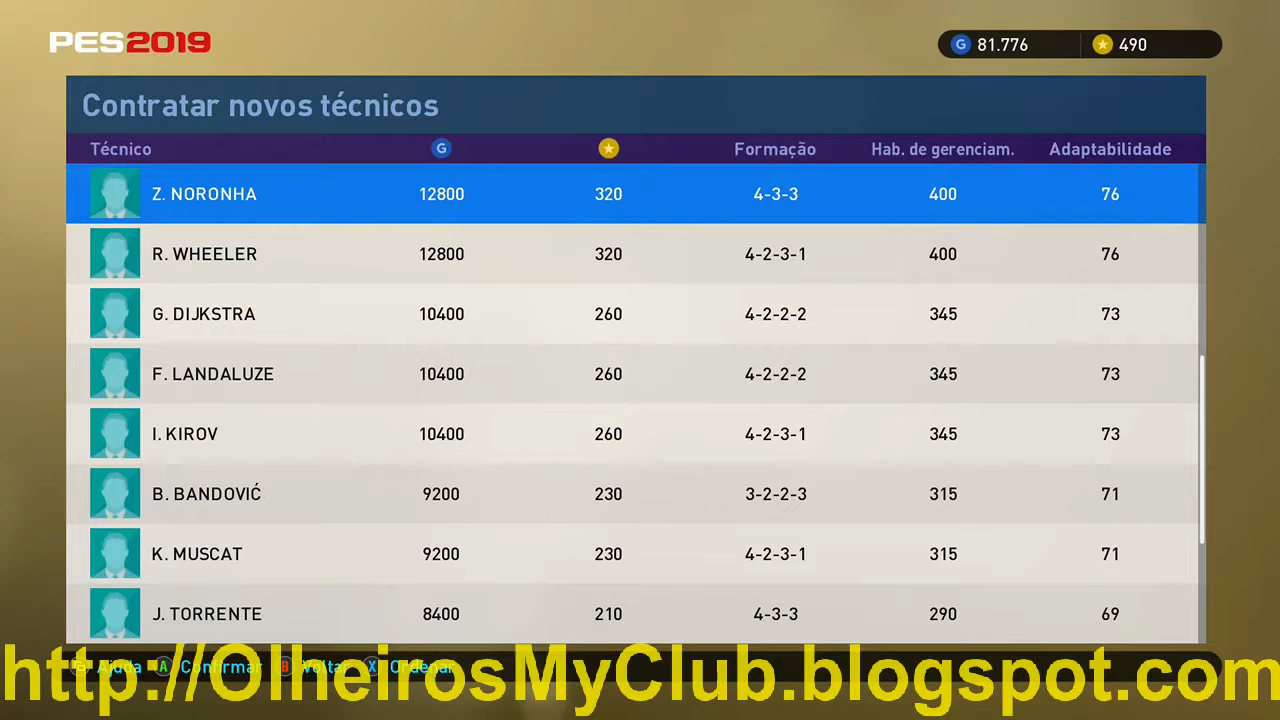 PES2019
G 81.776 490
Contratar novos técnicos
Técnico G Formação Hab. de gerenciam. Adaptabilidade
Z. NORONHA 12800 320 4-3-3 400 76
R. WHEELER 12800 320 4-2-3-1 400 76
G. DIJKSTRA 10400 260 4-2-2-2 345 73
F. LANDALUZE 10400 260 4-2-2-2 345 73
I. KIROV 10400 260 4-2-3-1 345 73
B. BANDOVIĆ 9200 230 3-2-2-3 315 71
K. MUSCAT 9200 230 4-2-3-1 315 71
J. TORRENTE 8400 210 4-3-3 290 69
Ajuda A Confirmar B Voltar X Ordenar
http://OlheirosMyClub.blogspot.com